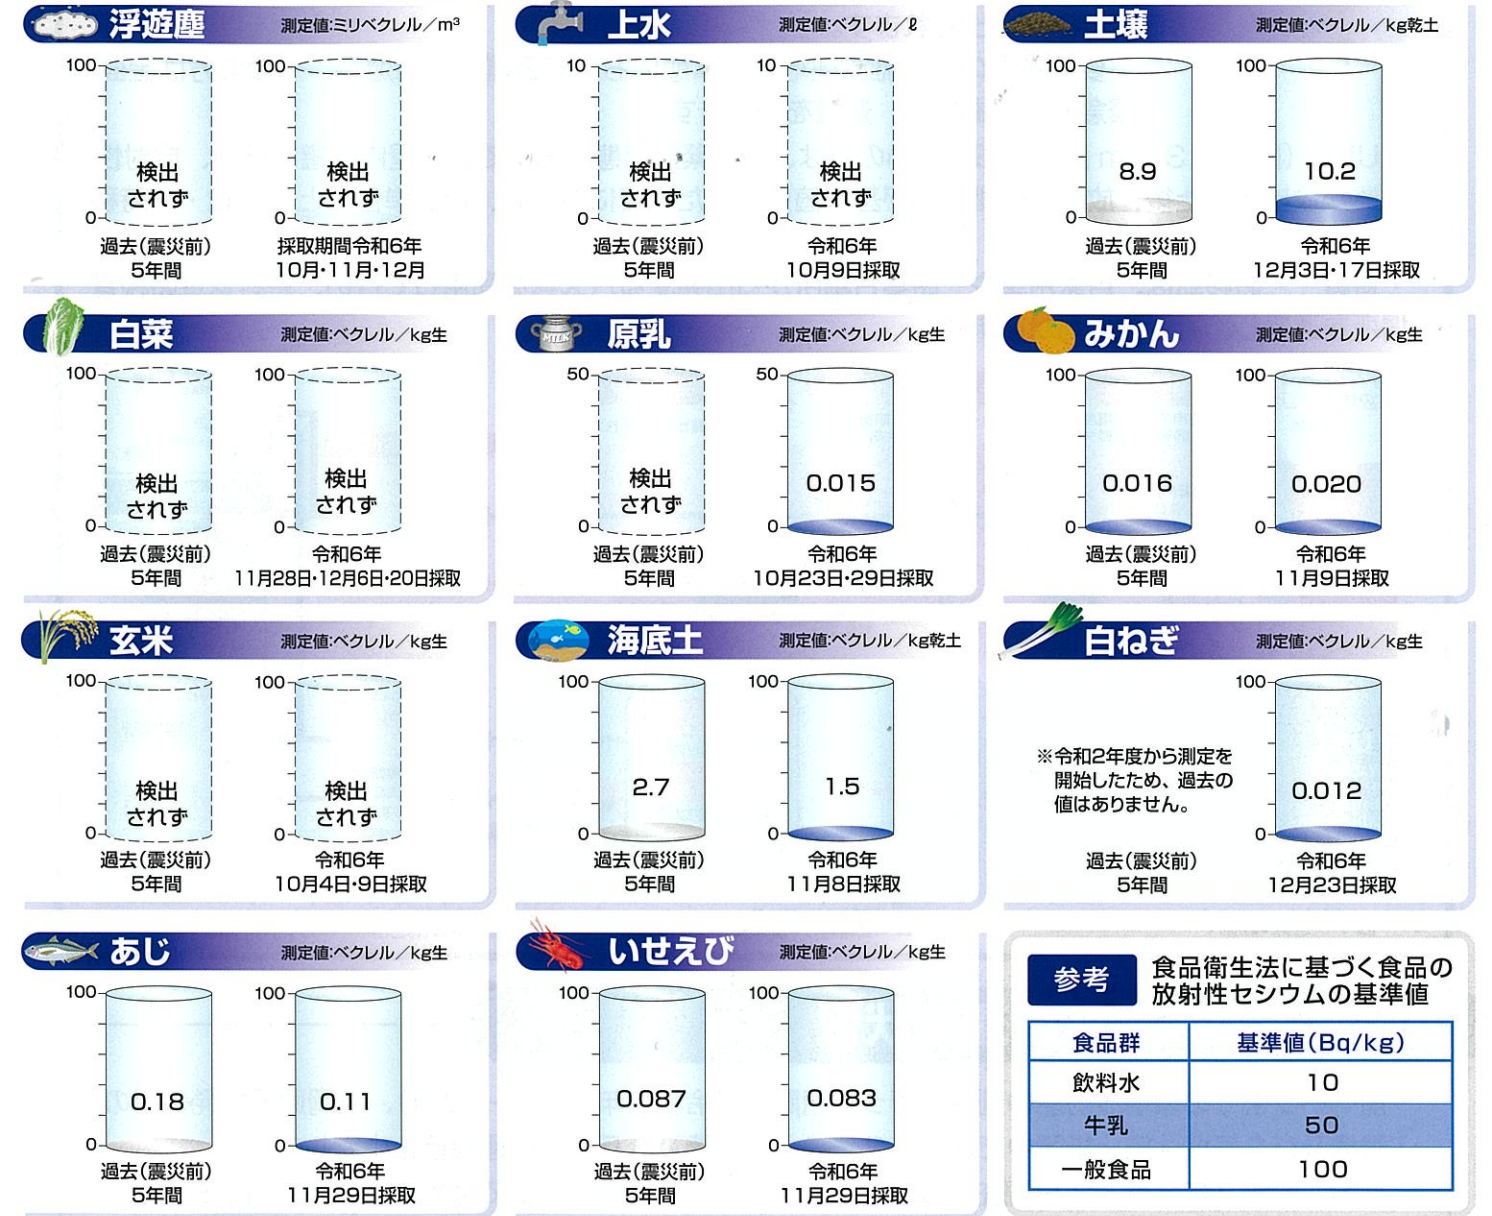 浮遊塵 測定値:ミリベクレル/m³
100 100
検出 検出
されず されず
0 0
過去(震災前) 採取期間令和6年
5年間 10月・11月・12月
上水 測定値:ベクレル/ℓ
10 10
検出 検出
されず されず
0 0
過去(震災前) 令和6年
5年間 10月9日採取
土壌 測定値:ベクレル/kg乾土
100 100
8.9 10.2
0 0
過去(震災前) 令和6年
5年間 12月3日・17日採取
白菜 測定値:ベクレル/kg生
100 100
検出 検出
されず されず
0 0
過去(震災前) 令和6年
5年間 11月28日・12月6日・20日採取
原乳 測定値:ベクレル/kg生
MILK
50 50
検出
されず 0.015
0 0
過去(震災前) 令和6年
5年間 10月23日・29日採取
みかん 測定値:ベクレル/kg生
100 100
0.016 0.020
0 0
過去(震災前) 令和6年
5年間 11月9日採取
玄米 測定値:ベクレル/kg生
100 100
検出 検出
されず されず
0 0
過去(震災前) 令和6年
5年間 10月4日・9日採取
海底土 測定値:ベクレル/kg乾土
100 100
2.7 1.5
0 0
過去(震災前) 令和6年
5年間 11月8日採取
白ねぎ 測定値:ベクレル/kg生
100
※令和2年度から測定を
開始したため、過去の
値はありません。
0.012
0
過去(震災前) 令和6年
5年間 12月23日採取
あじ 測定値:ベクレル/kg生
100 100
0.18 0.11
0 0
過去(震災前) 令和6年
5年間 11月29日採取
いせえび 測定値:ベクレル/kg生
100 100
0.087 0.083
0 0
過去(震災前) 令和6年
5年間 11月29日採取
参考 食品衛生法に基づく食品の
放射性セシウムの基準値
食品群 基準値(Bq/kg)
飲料水 10
牛乳 50
一般食品 100